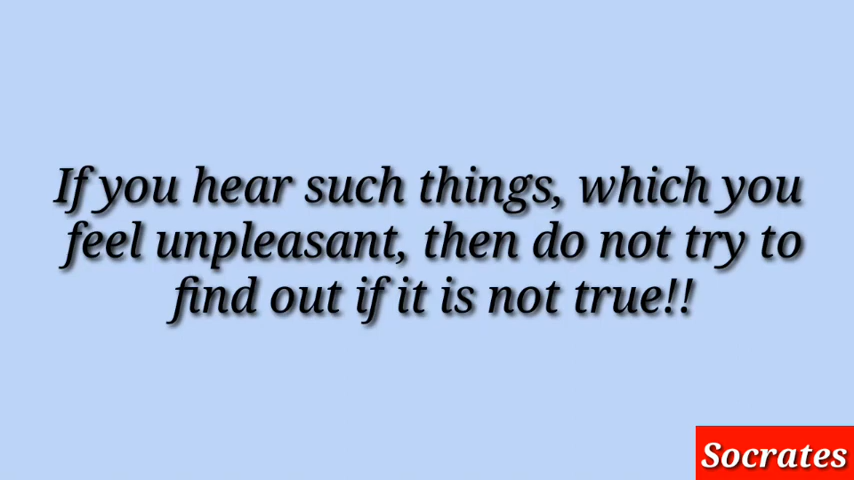 If you hear such things, which you
feel unpleasant, then do not try to
find out if it is not true!!
Socrates